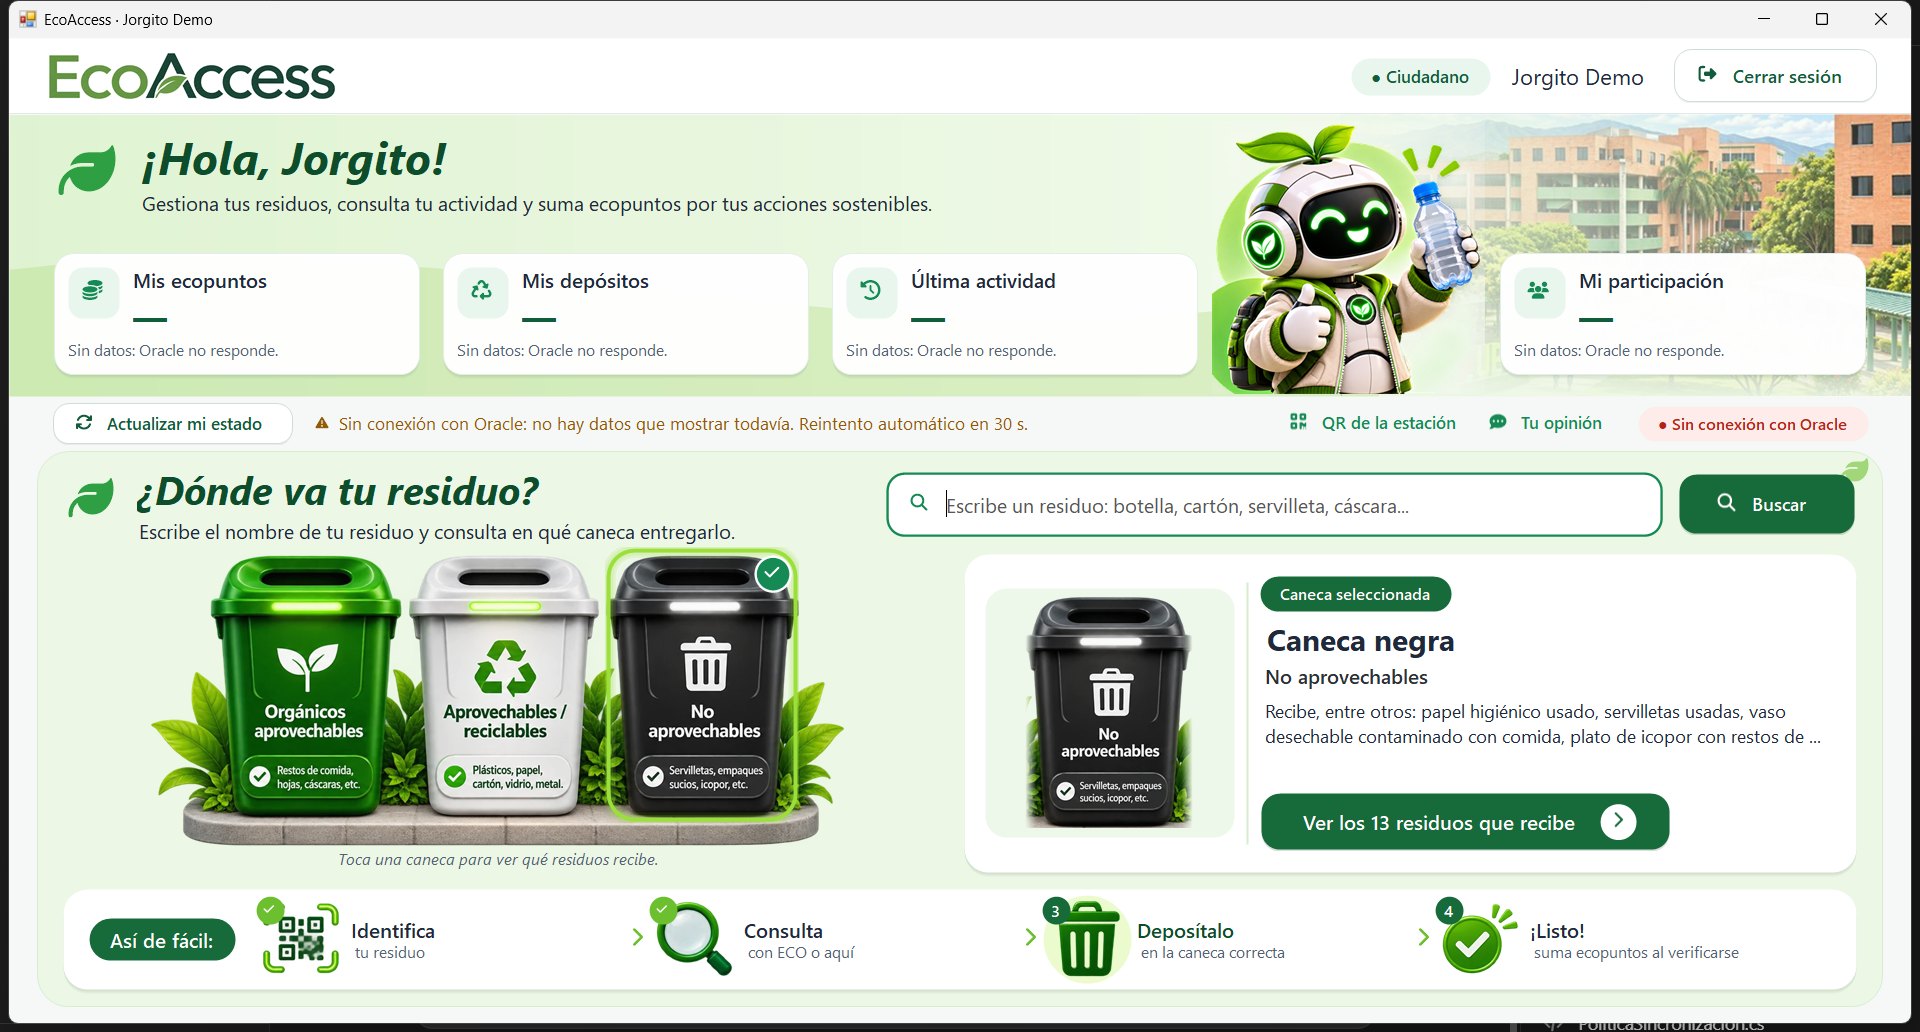 EcoAccess · Jorgito Demo
EcoAccess
● Ciudadano
Jorgito Demo
Cerrar sesión
¡Hola, Jorgito!
Gestiona tus residuos, consulta tu actividad y suma ecopuntos por tus acciones sostenibles.
Mis ecopuntos
Sin datos: Oracle no responde.
Mis depósitos
Sin datos: Oracle no responde.
Última actividad
Sin datos: Oracle no responde.
Mi participación
Sin datos: Oracle no responde.
Actualizar mi estado
Sin conexión con Oracle: no hay datos que mostrar todavía. Reintento automático en 30 s.
QR de la estación
Tu opinión
● Sin conexión con Oracle
¿Dónde va tu residuo?
Escribe el nombre de tu residuo y consulta en qué caneca entregarlo.
Escribe un residuo: botella, cartón, servilleta, cáscara...
Buscar
Orgánicos
aprovechables
Restos de comida,
hojas, cáscaras, etc.
Aprovechables /
reciclables
Plásticos, papel,
cartón, vidrio, metal.
No
aprovechables
Servilletas, empaques
sucios, icopor, etc.
Toca una caneca para ver qué residuos recibe.
No
aprovechables
Servilletas, empaques
sucios, icopor, etc.
Caneca seleccionada
Caneca negra
No aprovechables
Recibe, entre otros: papel higiénico usado, servilletas usadas, vaso
desechable contaminado con comida, plato de icopor con restos de ...
Ver los 13 residuos que recibe
Así de fácil:
Identifica
tu residuo
Consulta
con ECO o aquí
3
Deposítalo
en la caneca correcta
4
¡Listo!
suma ecopuntos al verificarse
PoliticaSincronizacion.cs